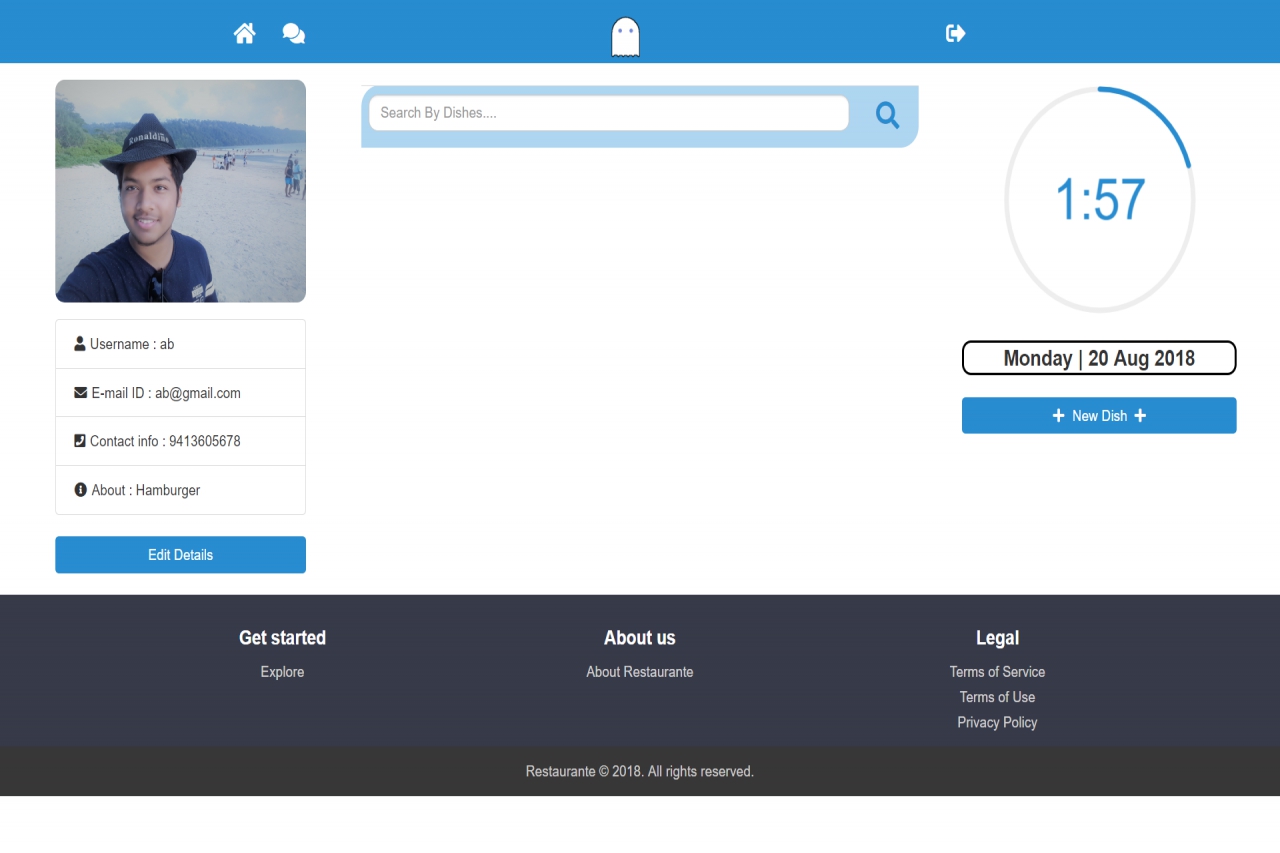 Ronaldinho
Search By Dishes....
1:57
Monday | 20 Aug 2018
New Dish
Username : ab
E-mail ID : ab@gmail.com
Contact info : 9413605678
About : Hamburger
Edit Details
Get started
Explore
About us
About Restaurante
Legal
Terms of Service
Terms of Use
Privacy Policy
Restaurante © 2018. All rights reserved.